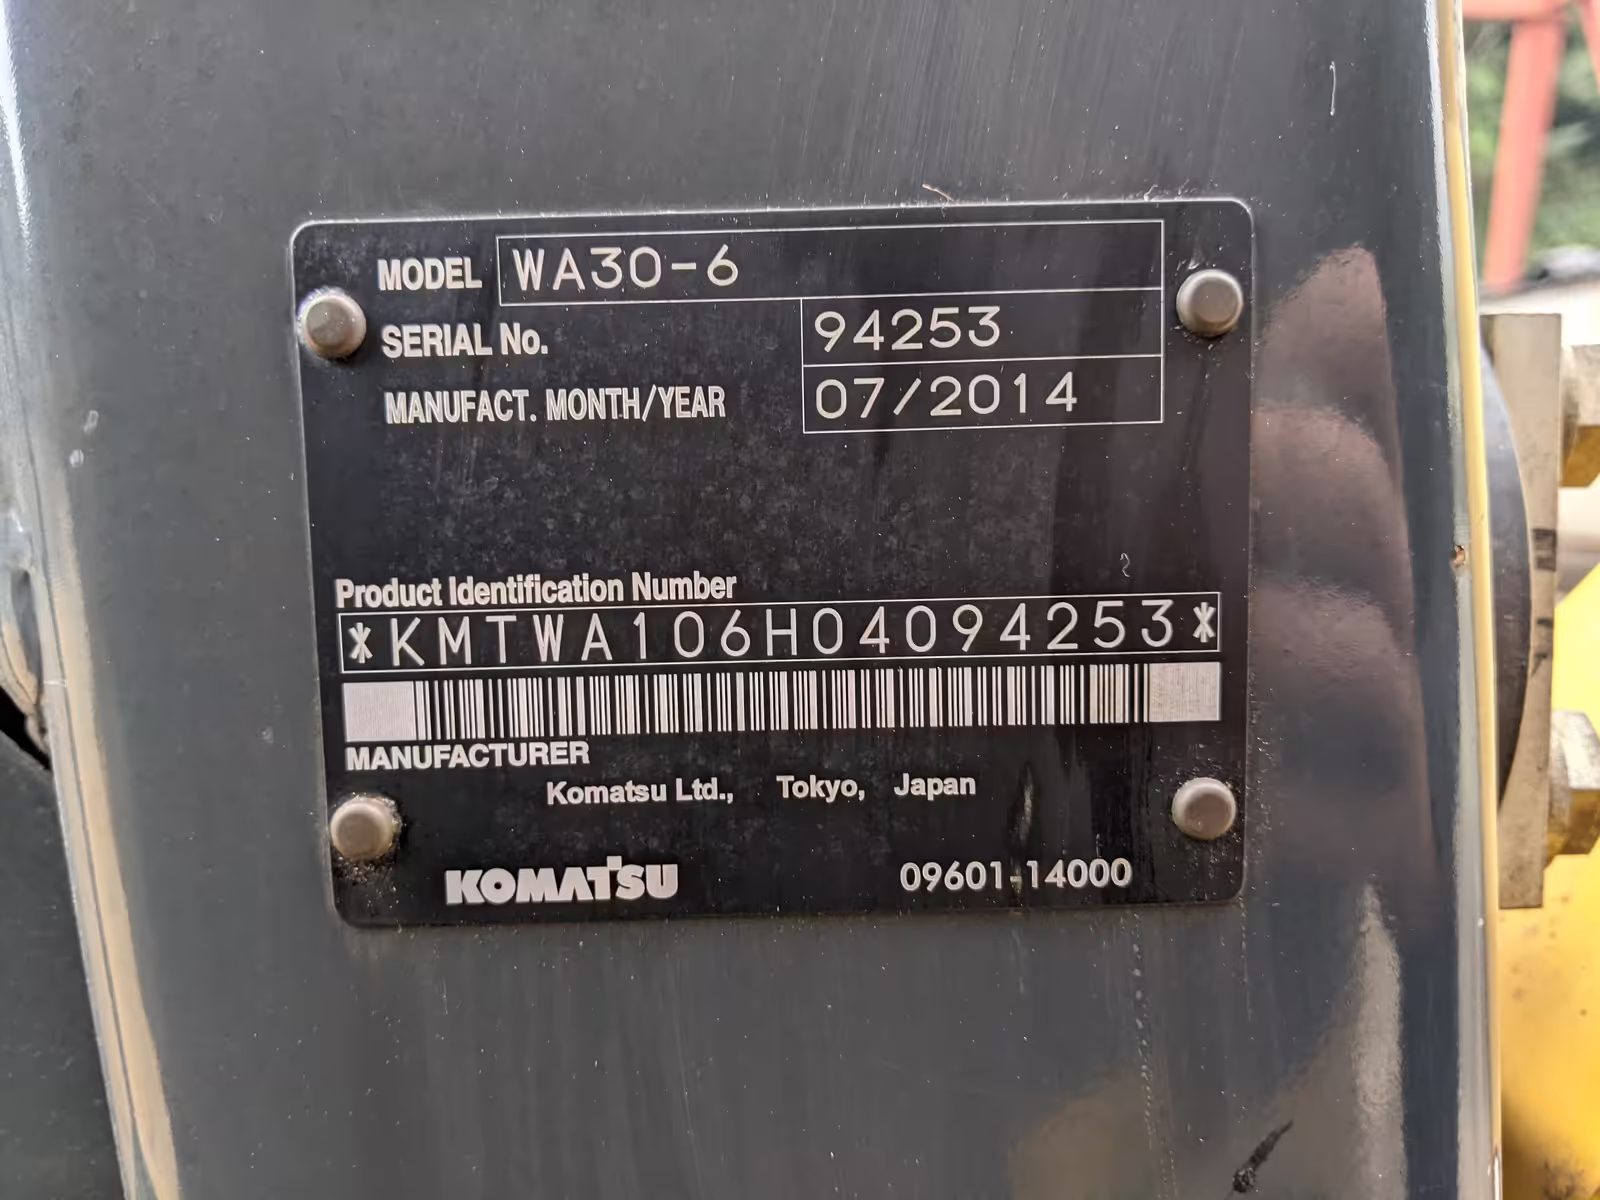 MODEL WA30-6
SERIAL No. 94253
MANUFACT. MONTH/YEAR 07/2014
Product Identification Number
*KMTWA106H04094253*
MANUFACTURER
Komatsu Ltd., Tokyo, Japan
KOMATSU 09601-14000